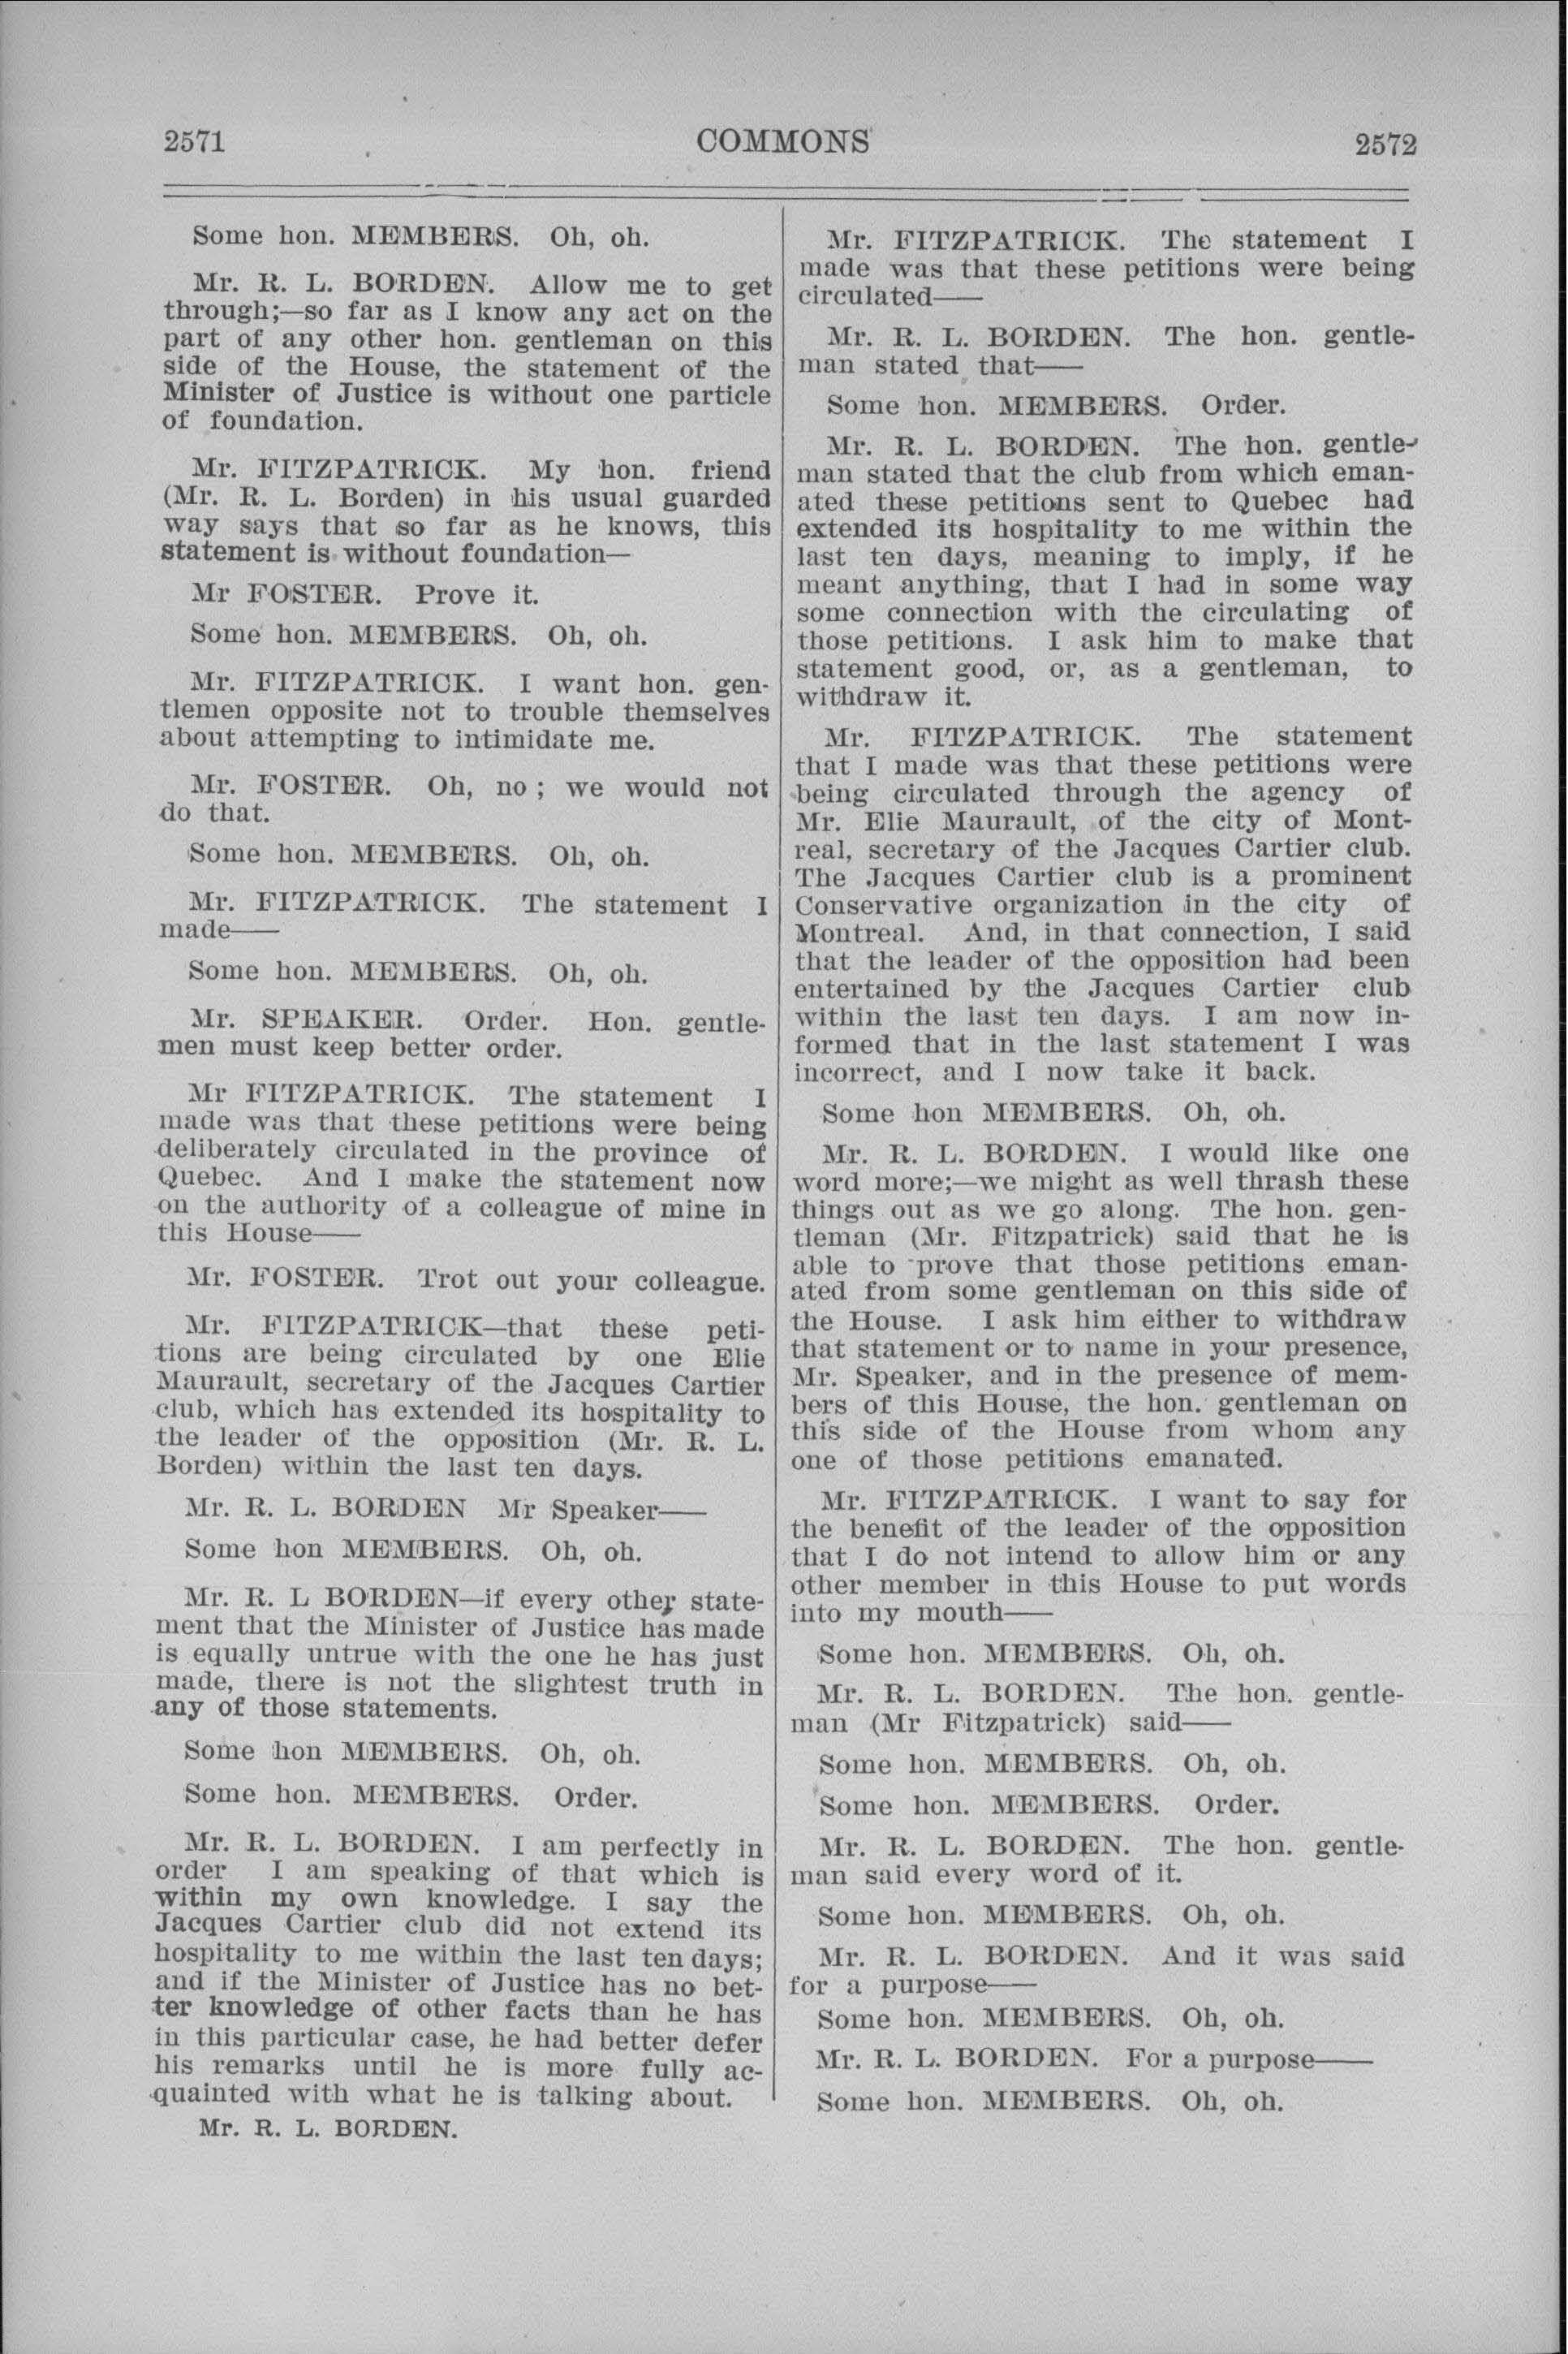 2571 COMMONS 2572
Some hon. MEMBERS. Oh, oh.
Mr. R. L. BORDEN. Allow me to get
through;—so far as I know any act on the
part of any other hon. gentleman on this
side of the House, the statement of the
Minister of Justice is without one particle
of foundation.
Mr. FITZPATRICK. My hon. friend
(Mr. R. L. Borden) in his usual guarded
way says that so far as he knows, this
statement is without foundation—
Mr FOSTER. Prove it.
Some hon. MEMBERS. Oh, oh.
Mr. FITZPATRICK. I want hon. gen-
tlemen opposite not to trouble themselves
about attempting to intimidate me.
Mr. FOSTER. Oh, no ; we would not
do that.
Some hon. MEMBERS. Oh, oh.
Mr. FITZPATRICK. The statement I
made——
Some hon. MEMBERS. Oh, oh.
Mr. SPEAKER. Order. Hon. gentle-
men must keep better order.
Mr FITZPATRICK. The statement I
made was that these petitions were being
deliberately circulated in the province of
Quebec. And I make the statement now
on the authority of a colleague of mine in
this House——
Mr. FOSTER. Trot out your colleague.
Mr. FITZPATRICK—that these peti-
tions are being circulated by one Elie
Maurault, secretary of the Jacques Cartier
club, which has extended its hospitality to
the leader of the opposition (Mr. R. L.
Borden) within the last ten days.
Mr. R. L. BORDEN Mr Speaker——
Some hon MEMBERS. Oh, oh.
Mr. R. L BORDEN—if every other state-
ment that the Minister of Justice has made
is equally untrue with the one he has just
made, there is not the slightest truth in
any of those statements.
Some hon MEMBERS. Oh, oh.
Some hon. MEMBERS. Order.
Mr. R. L. BORDEN. I am perfectly in
order I am speaking of that which is
within my own knowledge. I say the
Jacques Cartier club did not extend its
hospitality to me within the last ten days;
and if the Minister of Justice has no bet-
ter knowledge of other facts than he has
in this particular case, he had better defer
his remarks until he is more fully ac-
quainted with what he is talking about.
Mr. R. L. BORDEN.
Mr. FITZPATRICK. The statement I
made was that these petitions were being
circulated——
Mr. R. L. BORDEN. The hon. gentle-
man stated that——
Some hon. MEMBERS. Order.
Mr. R. L. BORDEN. The hon. gentle-
man stated that the club from which eman-
ated these petitions sent to Quebec had
extended its hospitality to me within the
last ten days, meaning to imply, if he
meant anything, that I had in some way
some connection with the circulating of
those petitions. I ask him to make that
statement good, or, as a gentleman, to
withdraw it.
Mr. FITZPATRICK. The statement
that I made was that these petitions were
being circulated through the agency of
Mr. Elie Maurault, of the city of Mont-
real, secretary of the Jacques Cartier club.
The Jacques Cartier club is a prominent
Conservative organization in the city of
Montreal. And, in that connection, I said
that the leader of the opposition had been
entertained by the Jacques Cartier club
within the last ten days. I am now in-
formed that in the last statement I was
incorrect, and I now take it back.
Some hon MEMBERS. Oh, oh.
Mr. R. L. BORDEN. I would like one
word more;—we might as well thrash these
things out as we go along. The hon. gen-
tleman (Mr. Fitzpatrick) said that he is
able to prove that those petitions eman-
ated from some gentleman on this side of
the House. I ask him either to withdraw
that statement or to name in your presence,
Mr. Speaker, and in the presence of mem-
bers of this House, the hon. gentleman on
this side of the House from whom any
one of those petitions emanated.
Mr. FITZPATRICK. I want to say for
the benefit of the leader of the opposition
that I do not intend to allow him or any
other member in this House to put words
into my mouth——
Some hon. MEMBERS. Oh, oh.
Mr. R. L. BORDEN. The hon. gentle-
man (Mr Fitzpatrick) said——
Some hon. MEMBERS. Oh, oh.
Some hon. MEMBERS. Order.
Mr. R. L. BORDEN. The hon. gentle-
man said every word of it.
Some hon. MEMBERS. Oh, oh.
Mr. R. L. BORDEN. And it was said
for a purpose——
Some hon. MEMBERS. Oh, oh.
Mr. R. L. BORDEN. For a purpose——
Some hon. MEMBERS. Oh, oh.